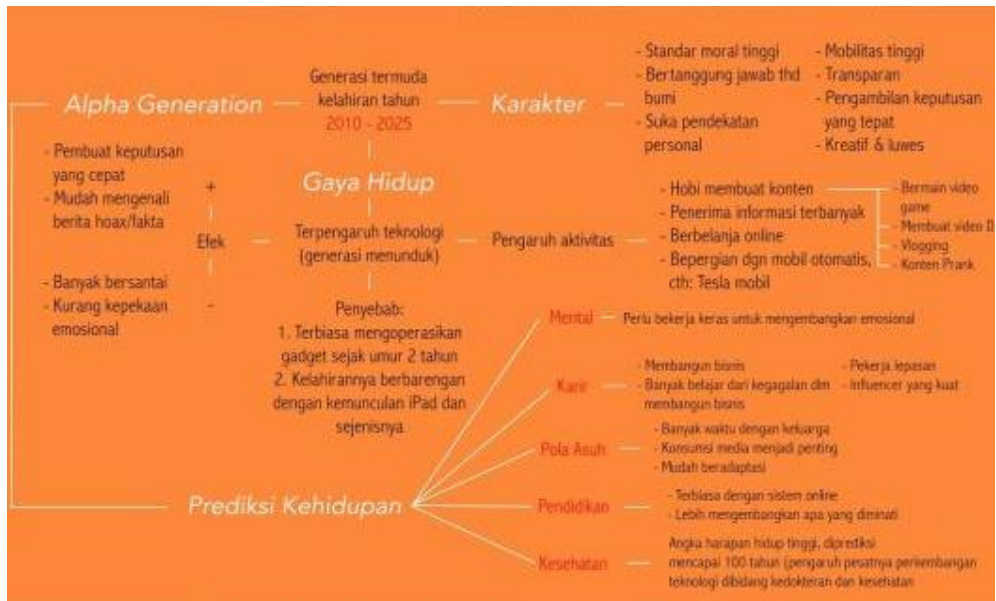 Alpha Generation
Generasi termuda
kelahiran tahun
2010 - 2025
Karakter
- Standar moral tinggi
- Bertanggung jawab thd
bumi
- Suka pendekatan
personal
- Mobilitas tinggi
- Transparan
- Pengambilan keputusan
yang tepat
- Kreatif & luwes
Gaya Hidup
Terpengaruh teknologi
(generasi menunduk)
Efek
+
- Pembuat keputusan
yang cepat
- Mudah mengenali
berita hoax/fakta
-
- Banyak bersantai
- Kurang kepekaan
emosional
Penyebab:
1. Terbiasa mengoperasikan
gadget sejak umur 2 tahun
2. Kelahirannya berbarengan
dengan kemunculan iPad dan
sejenisnya
Pengaruh aktivitas
- Hobi membuat konten
- Penerima informasi terbanyak
- Berbelanja online
- Bepergian dgn mobil otomatis,
cth: Tesla mobil
- Bermain video
game
- Membuat video
- Vlogging
- Konten Prank
Prediksi Kehidupan
Mental
Perlu bekerja keras untuk mengembangkan emosional
Karir
- Membangun bisnis
- Banyak belajar dari kegagalan dlm
membangun bisnis
- Pekerja lepasan
- Influencer yang kuat
Pola Asuh
- Banyak waktu dengan keluarga
- Konsumsi media menjadi penting
- Mudah beradaptasi
Pendidikan
- Terbiasa dengan sistem online
- Lebih mengembangkan apa yang diminati
Kesehatan
Angka harapan hidup tinggi, diprediksi
mencapai 100 tahun (pengaruh pesatnya perkembangan
teknologi dibidang kedokteran dan kesehatan